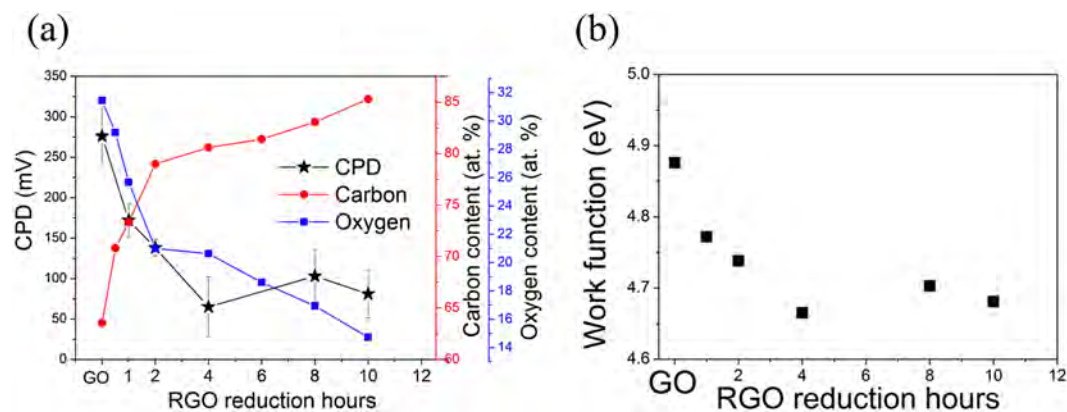 (a)
350
300
250
200
150
100
50
0
CPD (mV)
GO 1 2 4 6 8 10 12
RGO reduction hours
CPD
Carbon
Oxygen
85
80
75
70
65
60
Carbon content (at. %)
32
30
28
26
24
22
20
18
16
14
Oxygen content (at. %)
(b)
5.0
4.9
4.8
4.7
4.6
Work function (eV)
GO 2 4 6 8 10 12
RGO reduction hours